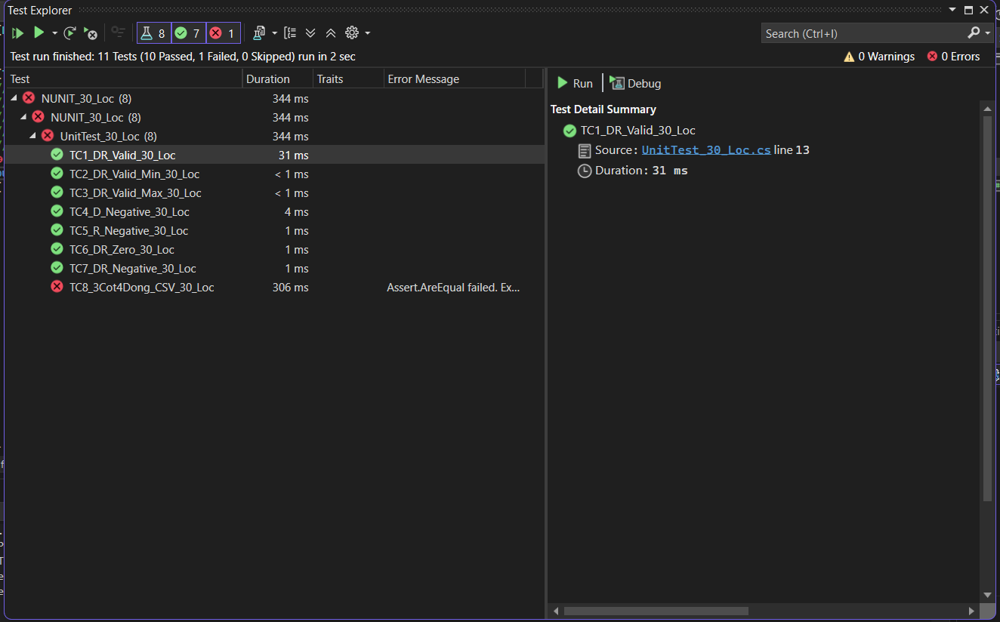 Test Explorer
8 7 1
Search (Ctrl+I)
Test run finished: 11 Tests (10 Passed, 1 Failed, 0 Skipped) run in 2 sec
0 Warnings 0 Errors
Test Duration Traits Error Message
NUNIT_30_Loc (8) 344 ms
NUNIT_30_Loc (8) 344 ms
UnitTest_30_Loc (8) 344 ms
TC1_DR_Valid_30_Loc 31 ms
TC2_DR_Valid_Min_30_Loc < 1 ms
TC3_DR_Valid_Max_30_Loc < 1 ms
TC4_D_Negative_30_Loc 4 ms
TC5_R_Negative_30_Loc 1 ms
TC6_DR_Zero_30_Loc 1 ms
TC7_DR_Negative_30_Loc 1 ms
TC8_3Cot4Dong_CSV_30_Loc 306 ms Assert.AreEqual failed. Ex...
Run Debug
Test Detail Summary
TC1_DR_Valid_30_Loc
Source: UnitTest_30_Loc.cs line 13
Duration: 31 ms